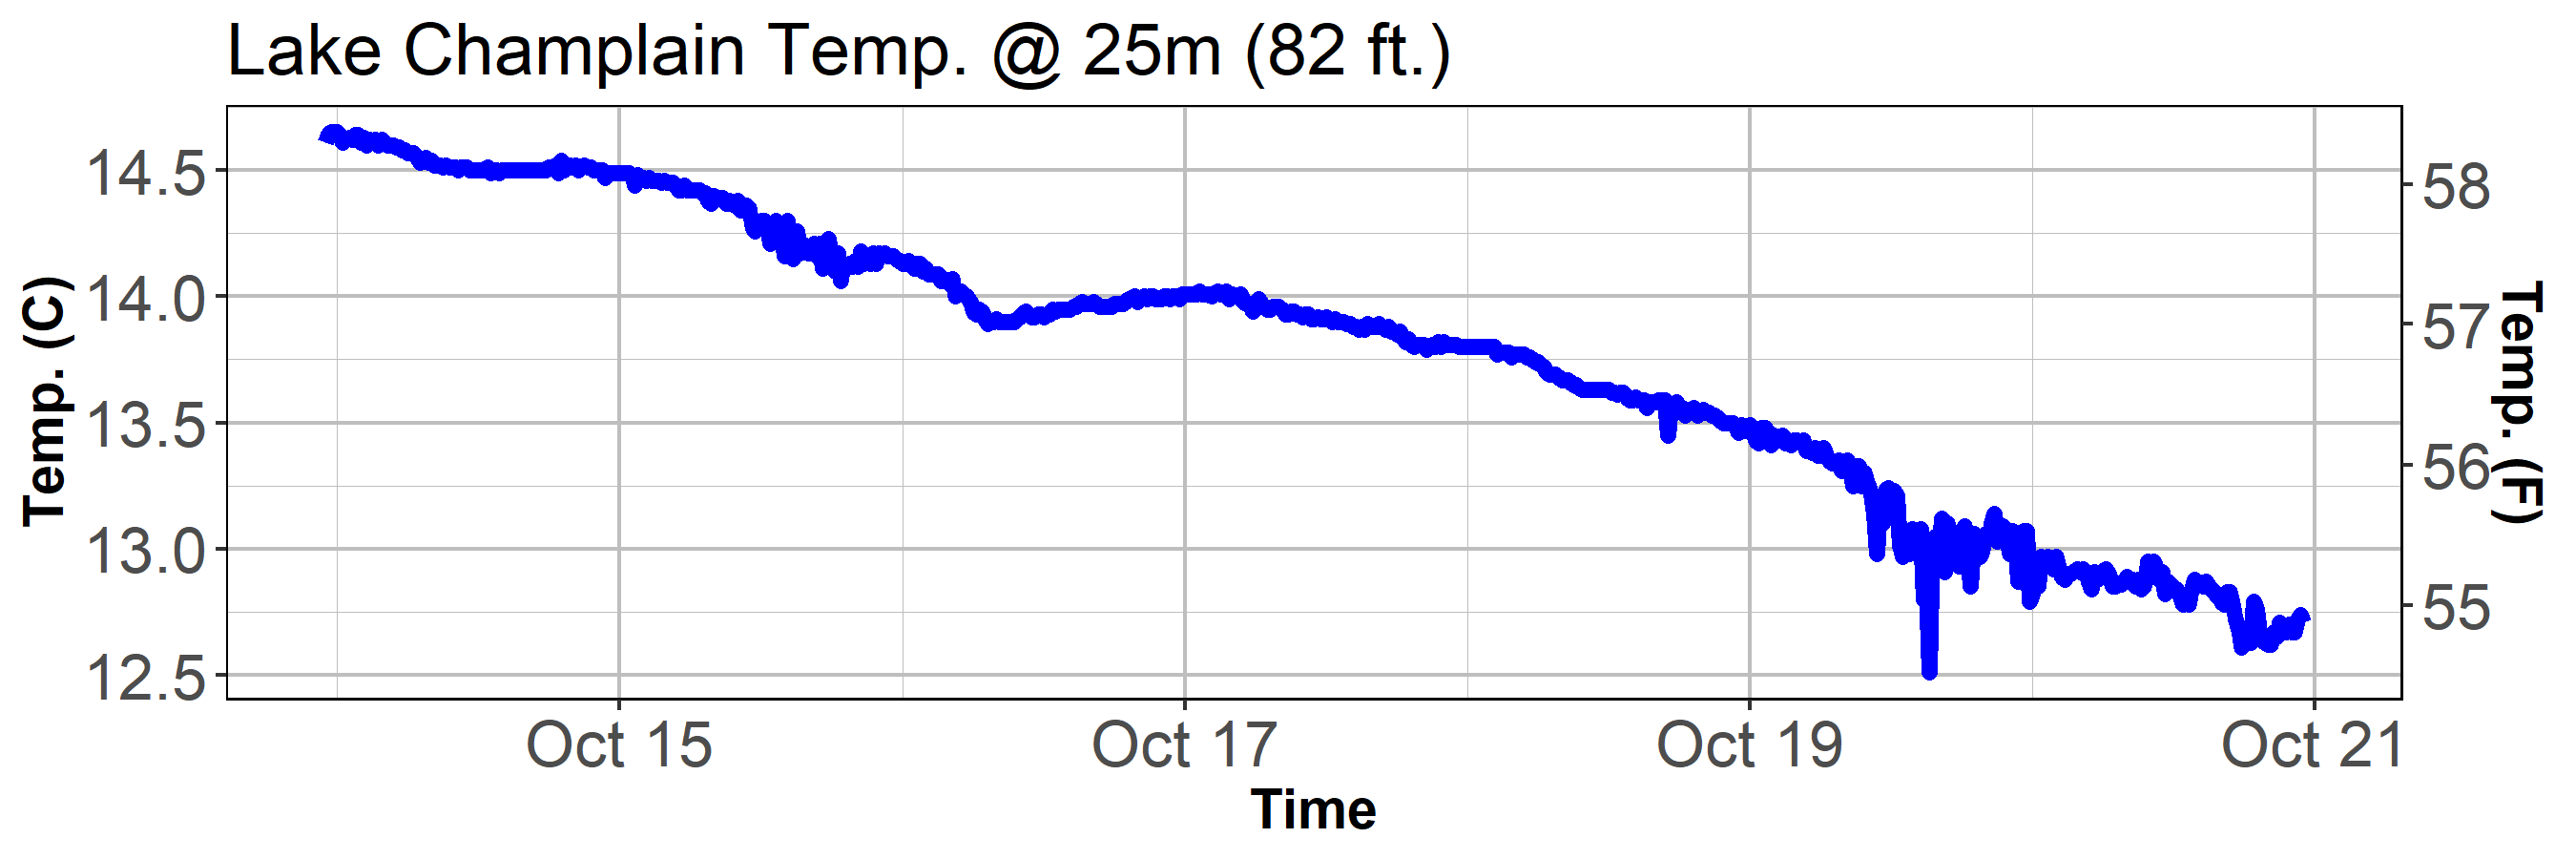 Lake Champlain Temp. @ 25m (82 ft.)
Temp. (C)
14.5
14.0
13.5
13.0
12.5
58
57
56
55
Temp. (F)
Oct 15
Oct 17
Oct 19
Oct 21
Time